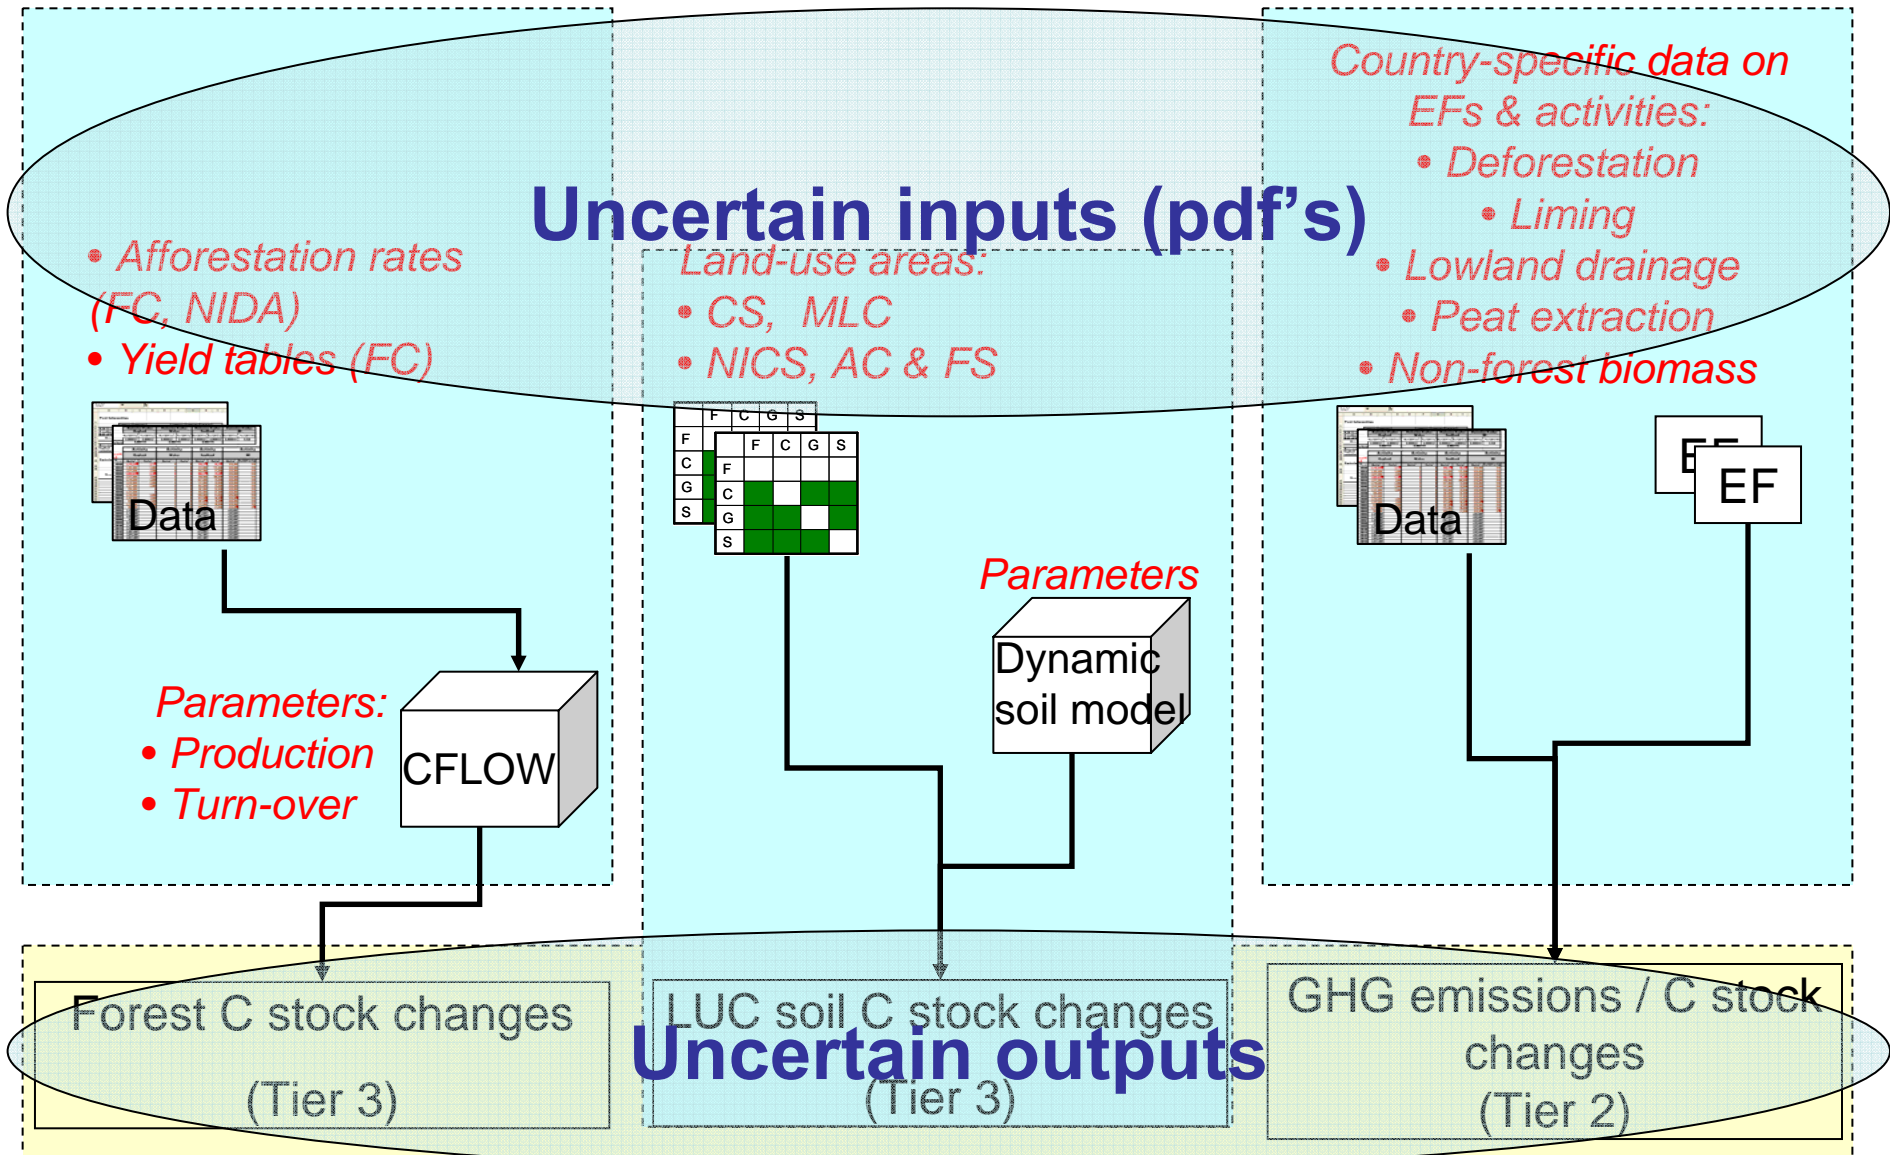 Uncertain inputs (pdf's)
• Afforestation rates
(FC, NIDA)
• Yield tables (FC)
Data
Parameters:
• Production
• Turn-over
CFLOW
Forest C stock changes
(Tier 3)
Land-use areas:
• CS, MLC
• NICS, AC & FS
F C G S
F
C
G
S
F C G S
F
C
G
S
Parameters
Dynamic
soil model
LUC soil C stock changes
(Tier 3)
Country-specific data on
EFs & activities:
• Deforestation
• Liming
• Lowland drainage
• Peat extraction
• Non-forest biomass
Data
EF
EF
GHG emissions / C stock
changes
(Tier 2)
Uncertain outputs